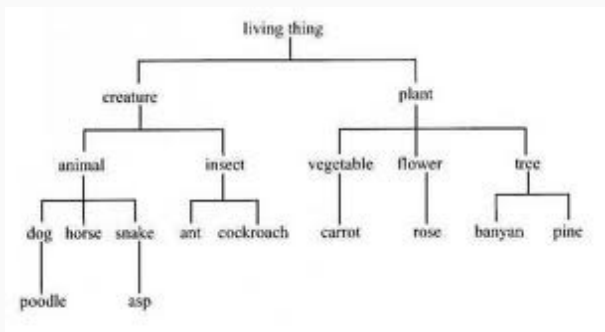 living thing
creature plant
animal insect vegetable flower tree
dog horse snake ant cockroach carrot rose banyan pine
poodle asp